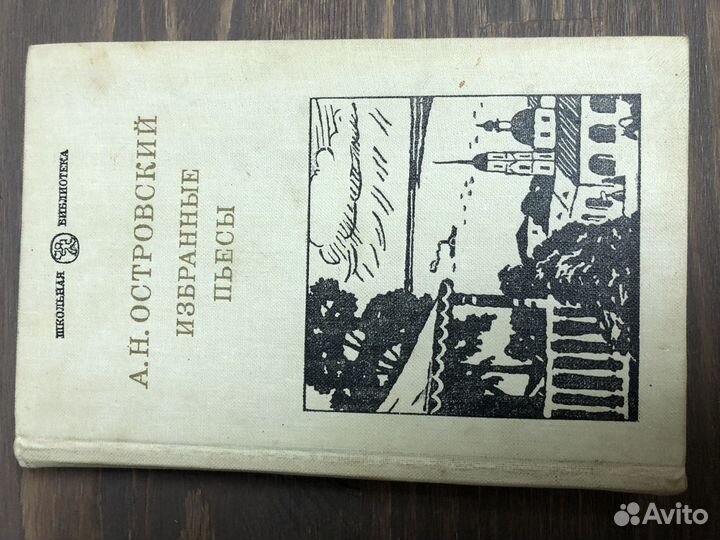 ШКОЛЬНАЯ БИБЛИОТЕКА
А.Н. ОСТРОВСКИЙ
ИЗБРАННЫЕ
ПЬЕСЫ
Avito